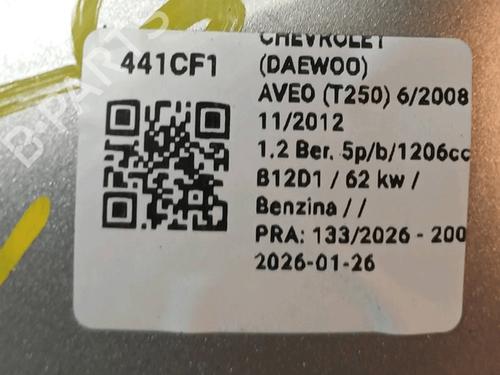 441CF1
CHEVROLET
(DAEWOO)
AVEO (T250) 6/2008
11/2012
1.2 Ber. 5p/b/1206cc
B12D1 / 62 kw /
Benzina / /
PRA: 133/2026 - 200
2026-01-26
B-PARTS